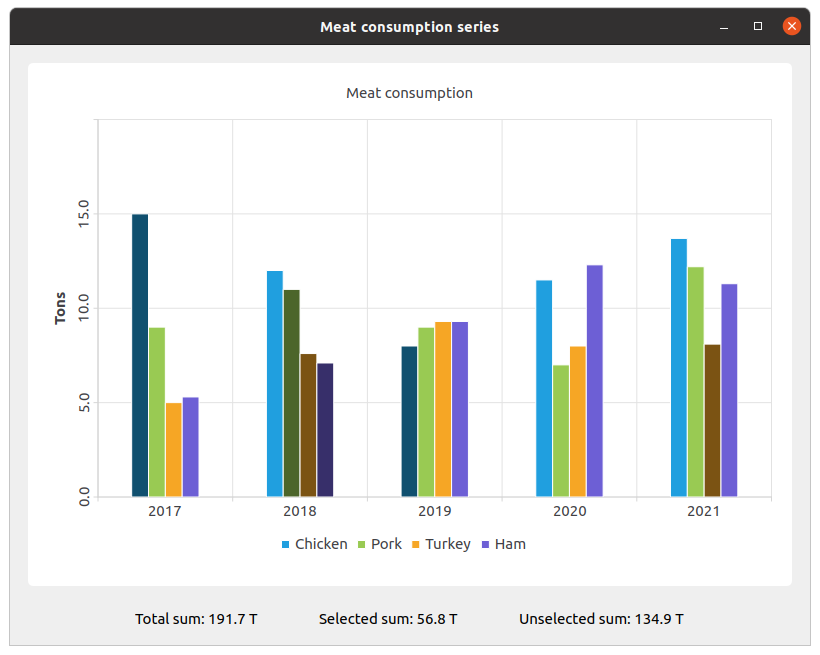 Meat consumption series
Meat consumption
Tons
15.0
10.0
5.0
0.0
2017 2018 2019 2020 2021
Chicken Pork Turkey Ham
Total sum: 191.7 T Selected sum: 56.8 T Unselected sum: 134.9 T